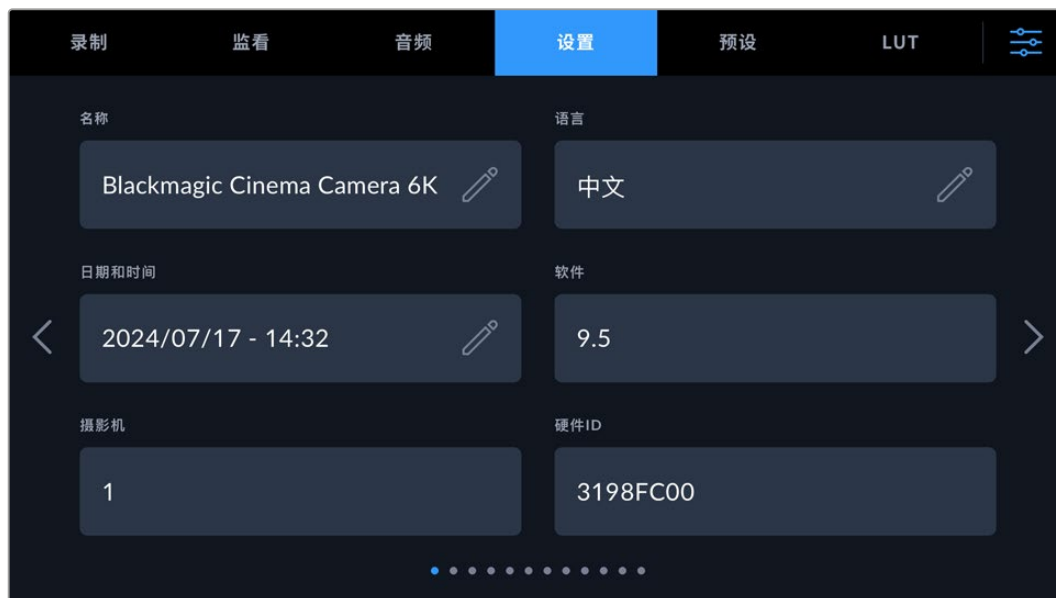 录制 监看 音频 设置 预设 LUT
名称 语言
Blackmagic Cinema Camera 6K 中文
日期和时间 软件
2024/07/17 - 14:32 9.5
摄影机 硬件ID
1 3198FC00